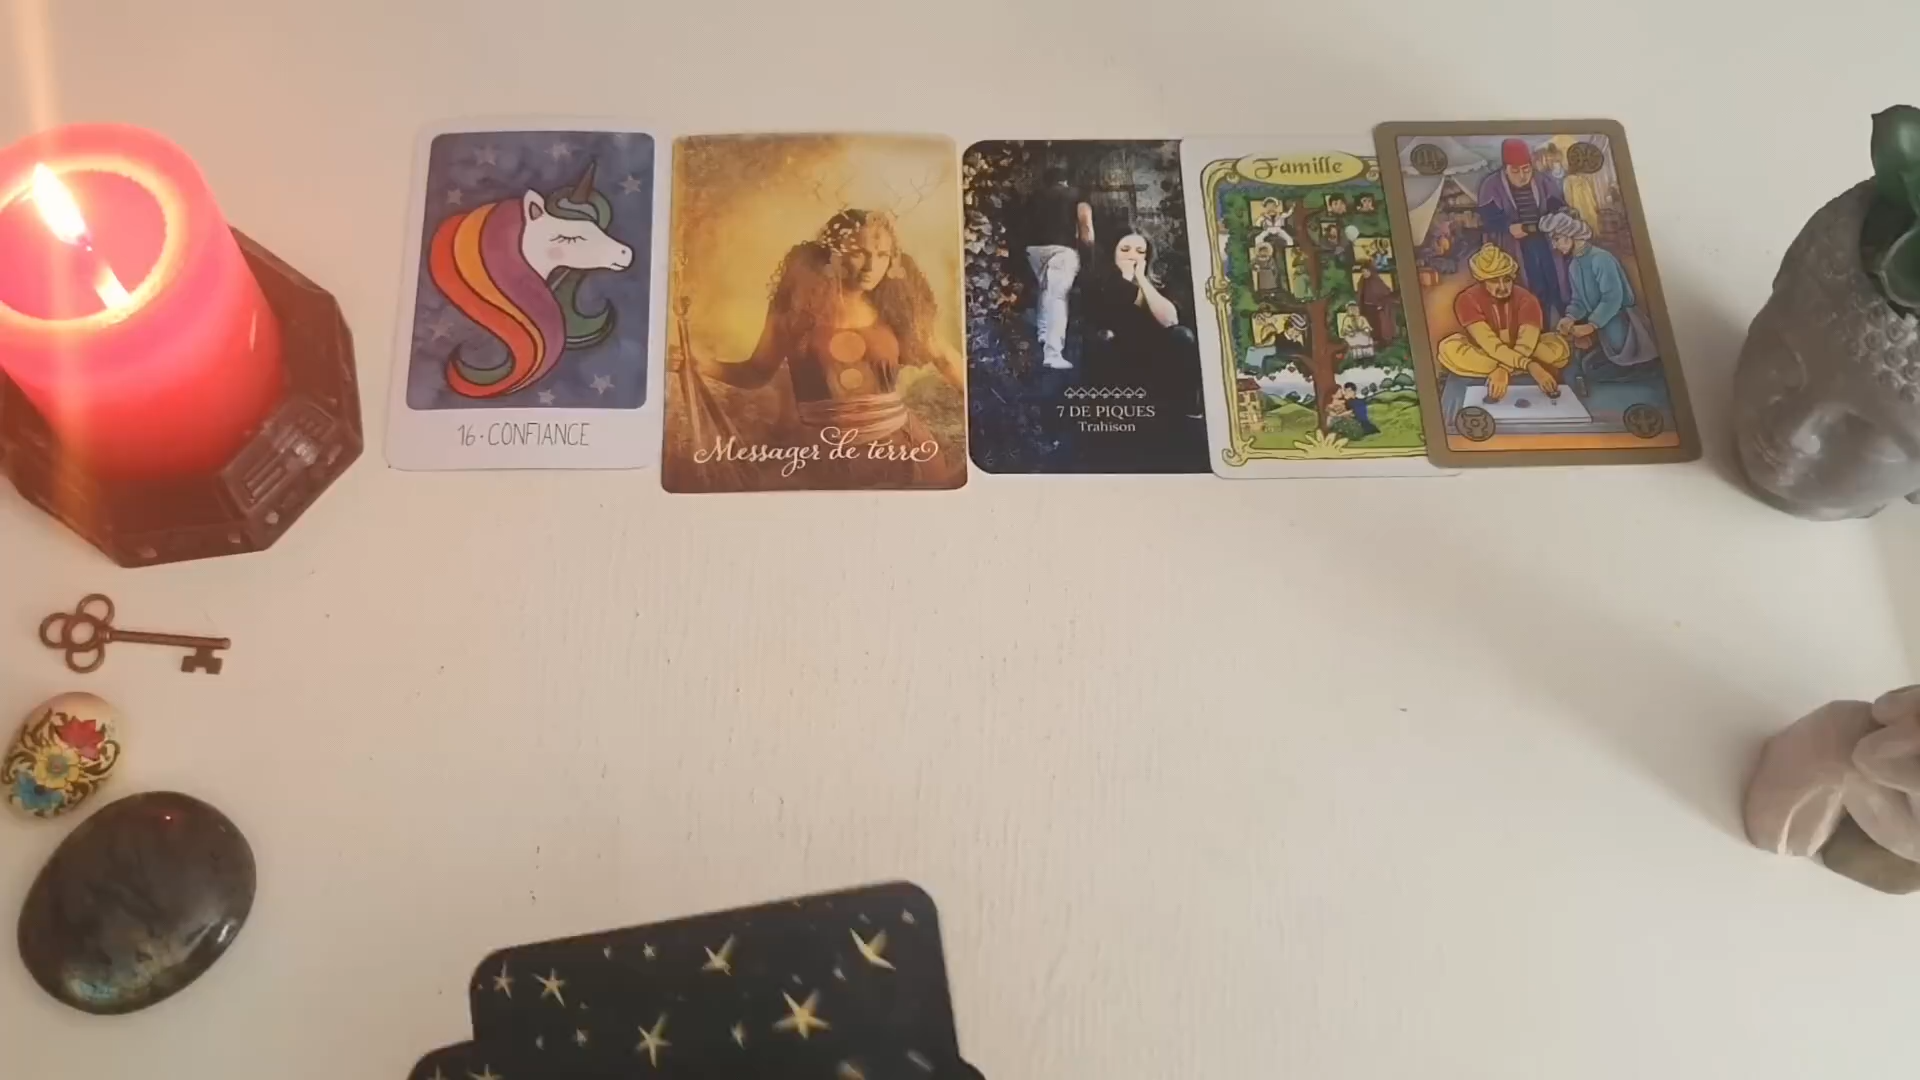 16 · CONFIANCE
Messager de terre
7 DE PIQUES
Trahison
Famille